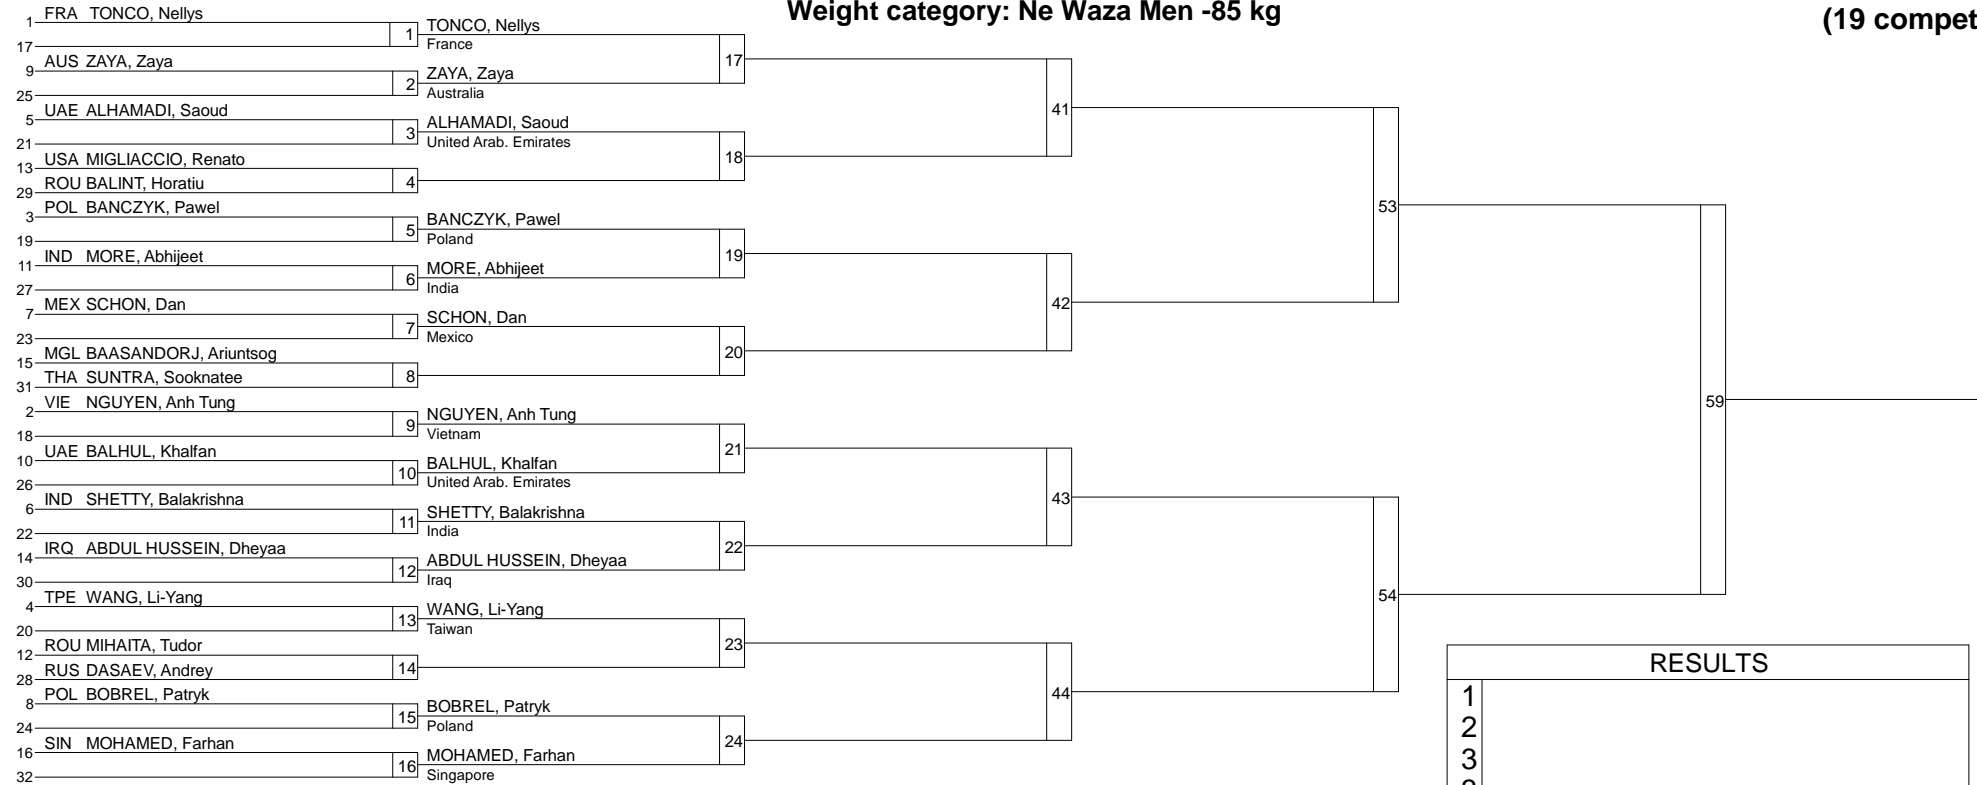 Weight category: Ne Waza Men -85 kg
(19 compet
1 FRA TONCO, Nellys
17
1 TONCO, Nellys
France
9 AUS ZAYA, Zaya
25
2 ZAYA, Zaya
Australia
17
5 UAE ALHAMADI, Saoud
21
3 ALHAMADI, Saoud
United Arab. Emirates
13 USA MIGLIACCIO, Renato
29 ROU BALINT, Horatiu
4
18
41
3 POL BANCZYK, Pawel
19
5 BANCZYK, Pawel
Poland
11 IND MORE, Abhijeet
27
6 MORE, Abhijeet
India
19
7 MEX SCHON, Dan
23
7 SCHON, Dan
Mexico
15 MGL BAASANDORJ, Ariuntsog
31 THA SUNTRA, Sooknatee
8
20
42
53
2 VIE NGUYEN, Anh Tung
18
9 NGUYEN, Anh Tung
Vietnam
10 UAE BALHUL, Khalfan
26
10 BALHUL, Khalfan
United Arab. Emirates
21
6 IND SHETTY, Balakrishna
22
11 SHETTY, Balakrishna
India
14 IRQ ABDUL HUSSEIN, Dheyaa
30
12 ABDUL HUSSEIN, Dheyaa
Iraq
22
43
4 TPE WANG, Li-Yang
20
13 WANG, Li-Yang
Taiwan
12 ROU MIHAITA, Tudor
28 RUS DASAEV, Andrey
14
23
8 POL BOBREL, Patryk
24
15 BOBREL, Patryk
Poland
16 SIN MOHAMED, Farhan
32
16 MOHAMED, Farhan
Singapore
24
44
54
59
RESULTS
1
2
3